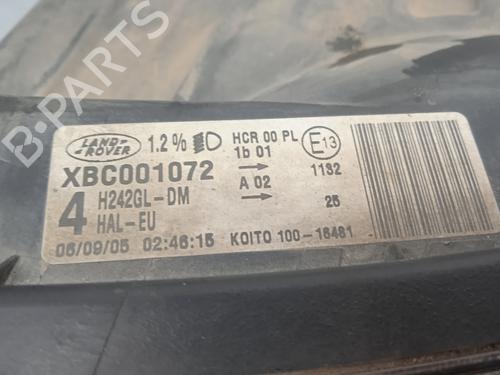 LAND-
ROVER
1.2% HCR 00 PL E13
1b 01
XBC001072 1132
A 02
4 H242GL-DM 25
HAL-EU
06/09/05 02:46:15 KOITO 100-16481
B-PARTS